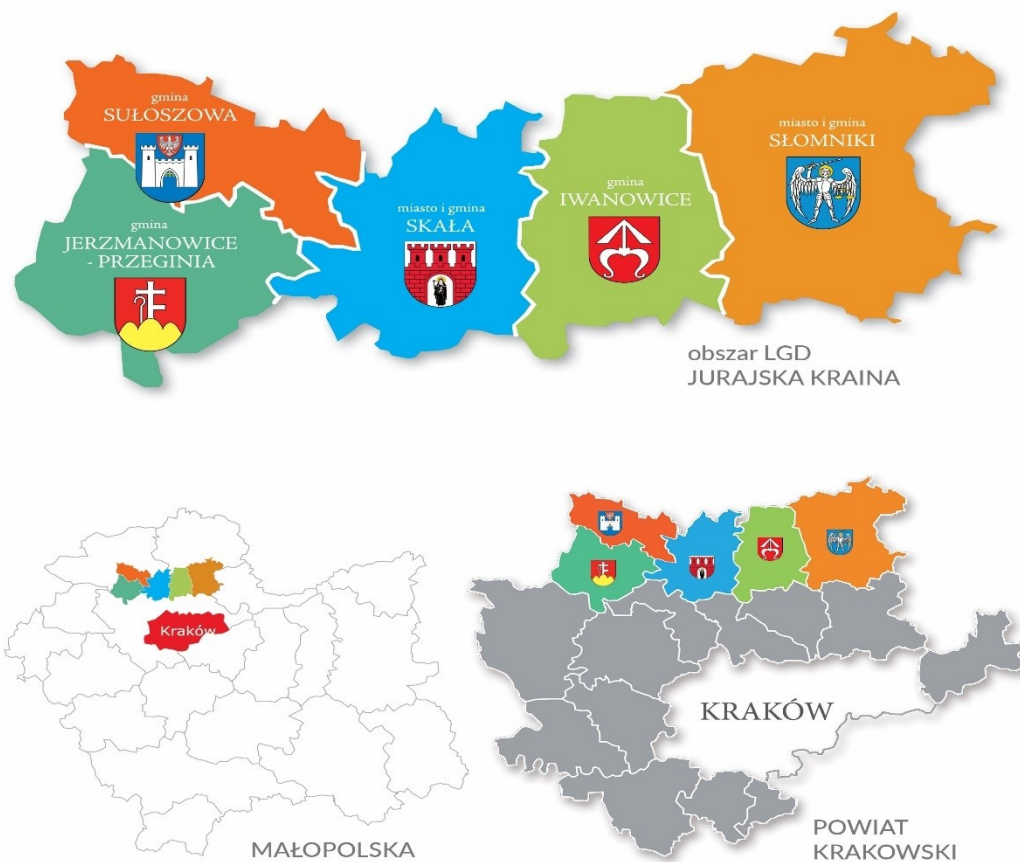 gmina
SUŁOSZOWA
gmina
JERZMANOWICE
- PRZEGINIA
miasto i gmina
SKAŁA
gmina
IWANOWICE
miasto i gmina
SŁOMNIKI
obszar LGD
JURAJSKA KRAINA
Kraków
MAŁOPOLSKA
KRAKÓW
POWIAT
KRAKOWSKI